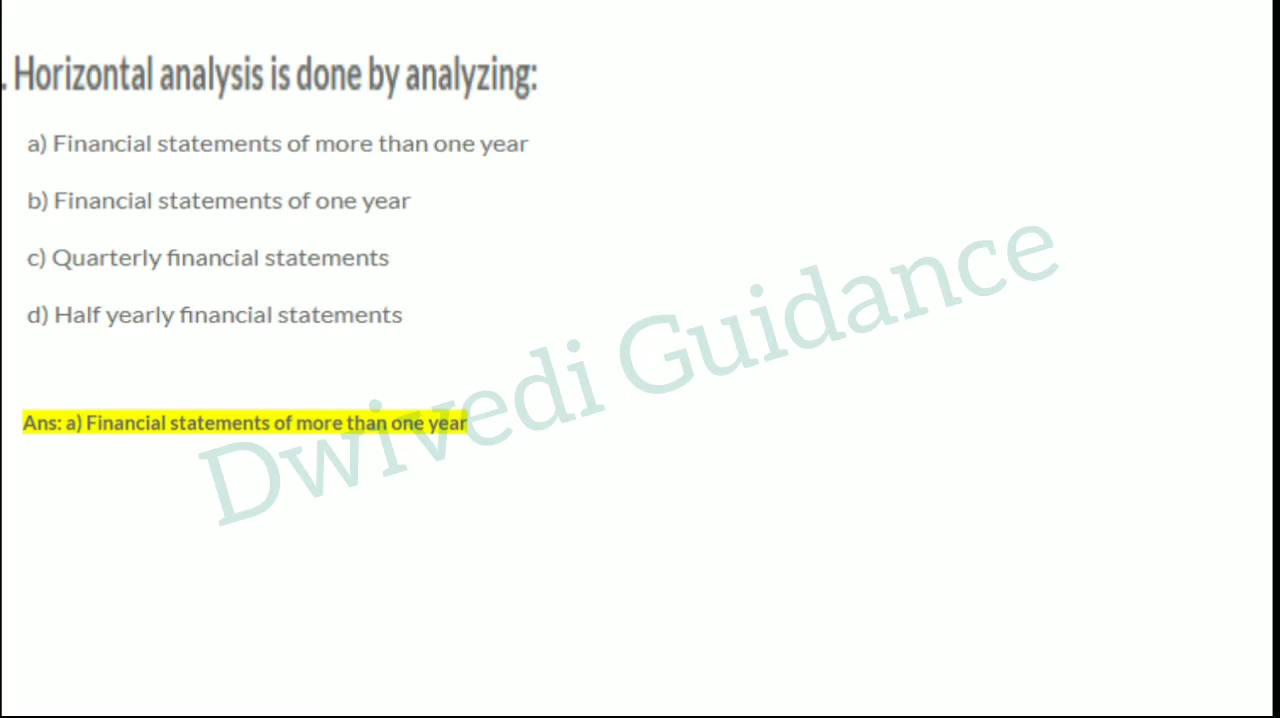 . Horizontal analysis is done by analyzing:
a) Financial statements of more than one year
b) Financial statements of one year
c) Quarterly financial statements
d) Half yearly financial statements
Ans: a) Financial statements of more than one year
Dwivedi Guidance